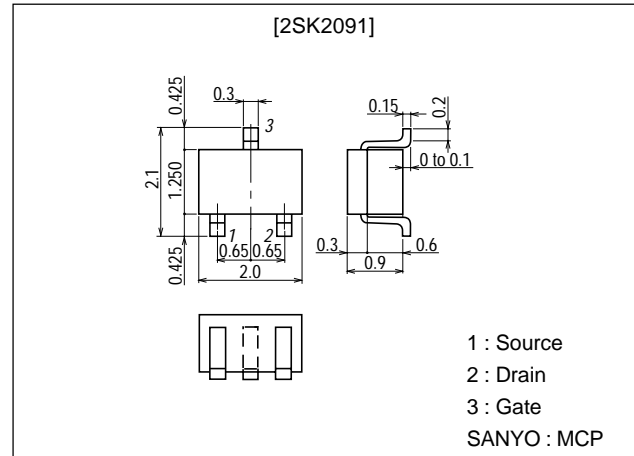 [2SK2091]
0.425
0.3
3
0.15
0.2
2.1
1.250
0 to 0.1
1
2
0.425
0.65 0.65
0.3
0.6
2.0
0.9
1 : Source
2 : Drain
3 : Gate
SANYO : MCP